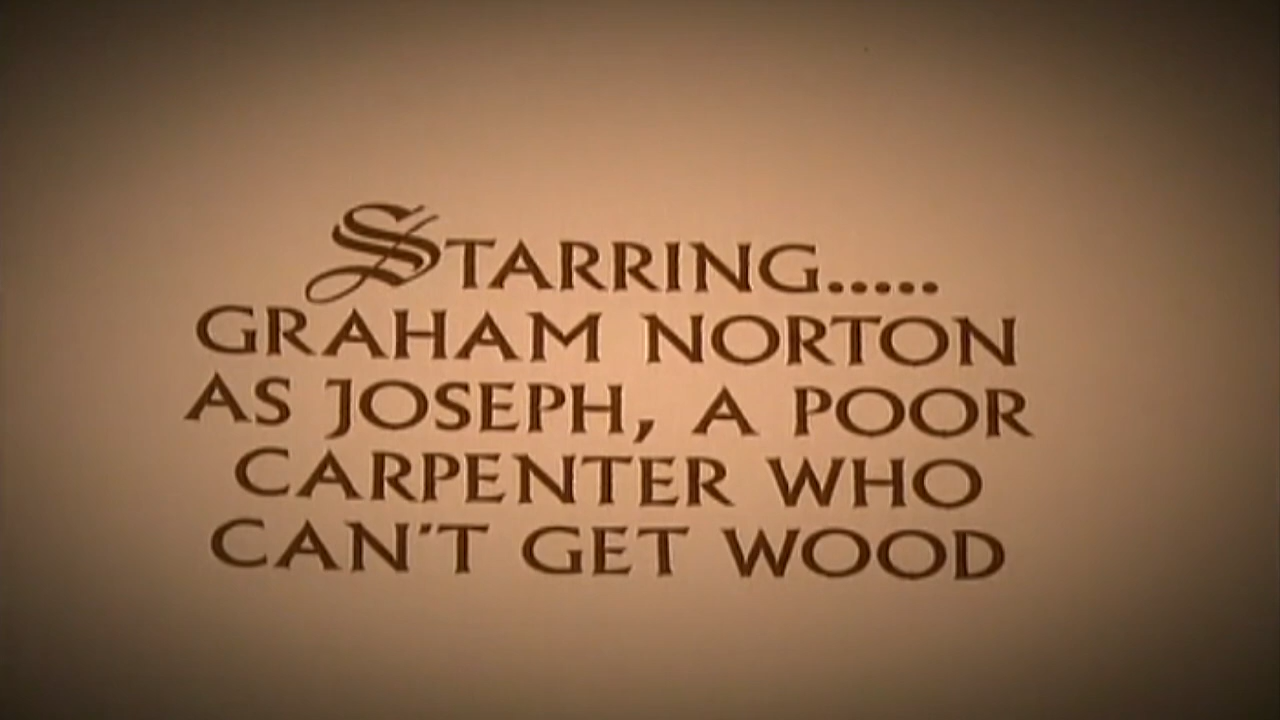 STARRING.....
GRAHAM NORTON
AS JOSEPH, A POOR
CARPENTER WHO
CAN'T GET WOOD